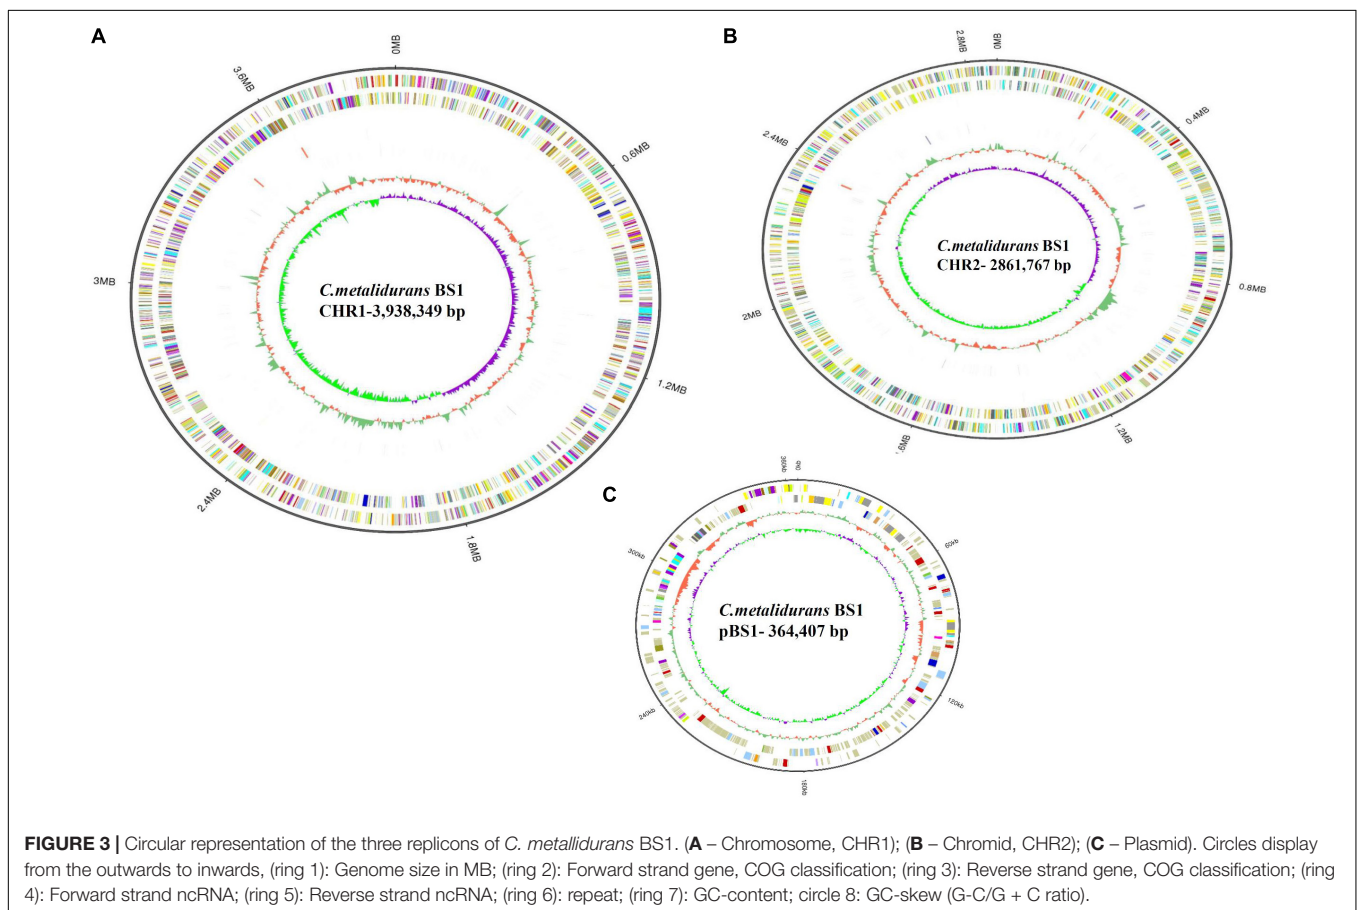 A
0MB
0.6MB
1.2MB
1.8MB
2.4MB
3MB
3.6MB
C.metalidurans BS1
CHR1-3,938,349 bp
B
0MB
0.4MB
0.8MB
1.2MB
.6MB
2MB
2.4MB
2.8MB
C.metalidurans BS1
CHR2- 2861,767 bp
C
0kb
60kb
120kb
180kb
240kb
300kb
360kb
C.metalidurans BS1
pBS1- 364,407 bp
FIGURE 3 | Circular representation of the three replicons of C. metallidurans BS1. (A – Chromosome, CHR1); (B – Chromid, CHR2); (C – Plasmid). Circles display
from the outwards to inwards, (ring 1): Genome size in MB; (ring 2): Forward strand gene, COG classification; (ring 3): Reverse strand gene, COG classification; (ring
4): Forward strand ncRNA; (ring 5): Reverse strand ncRNA; (ring 6): repeat; (ring 7): GC-content; circle 8: GC-skew (G-C/G + C ratio).